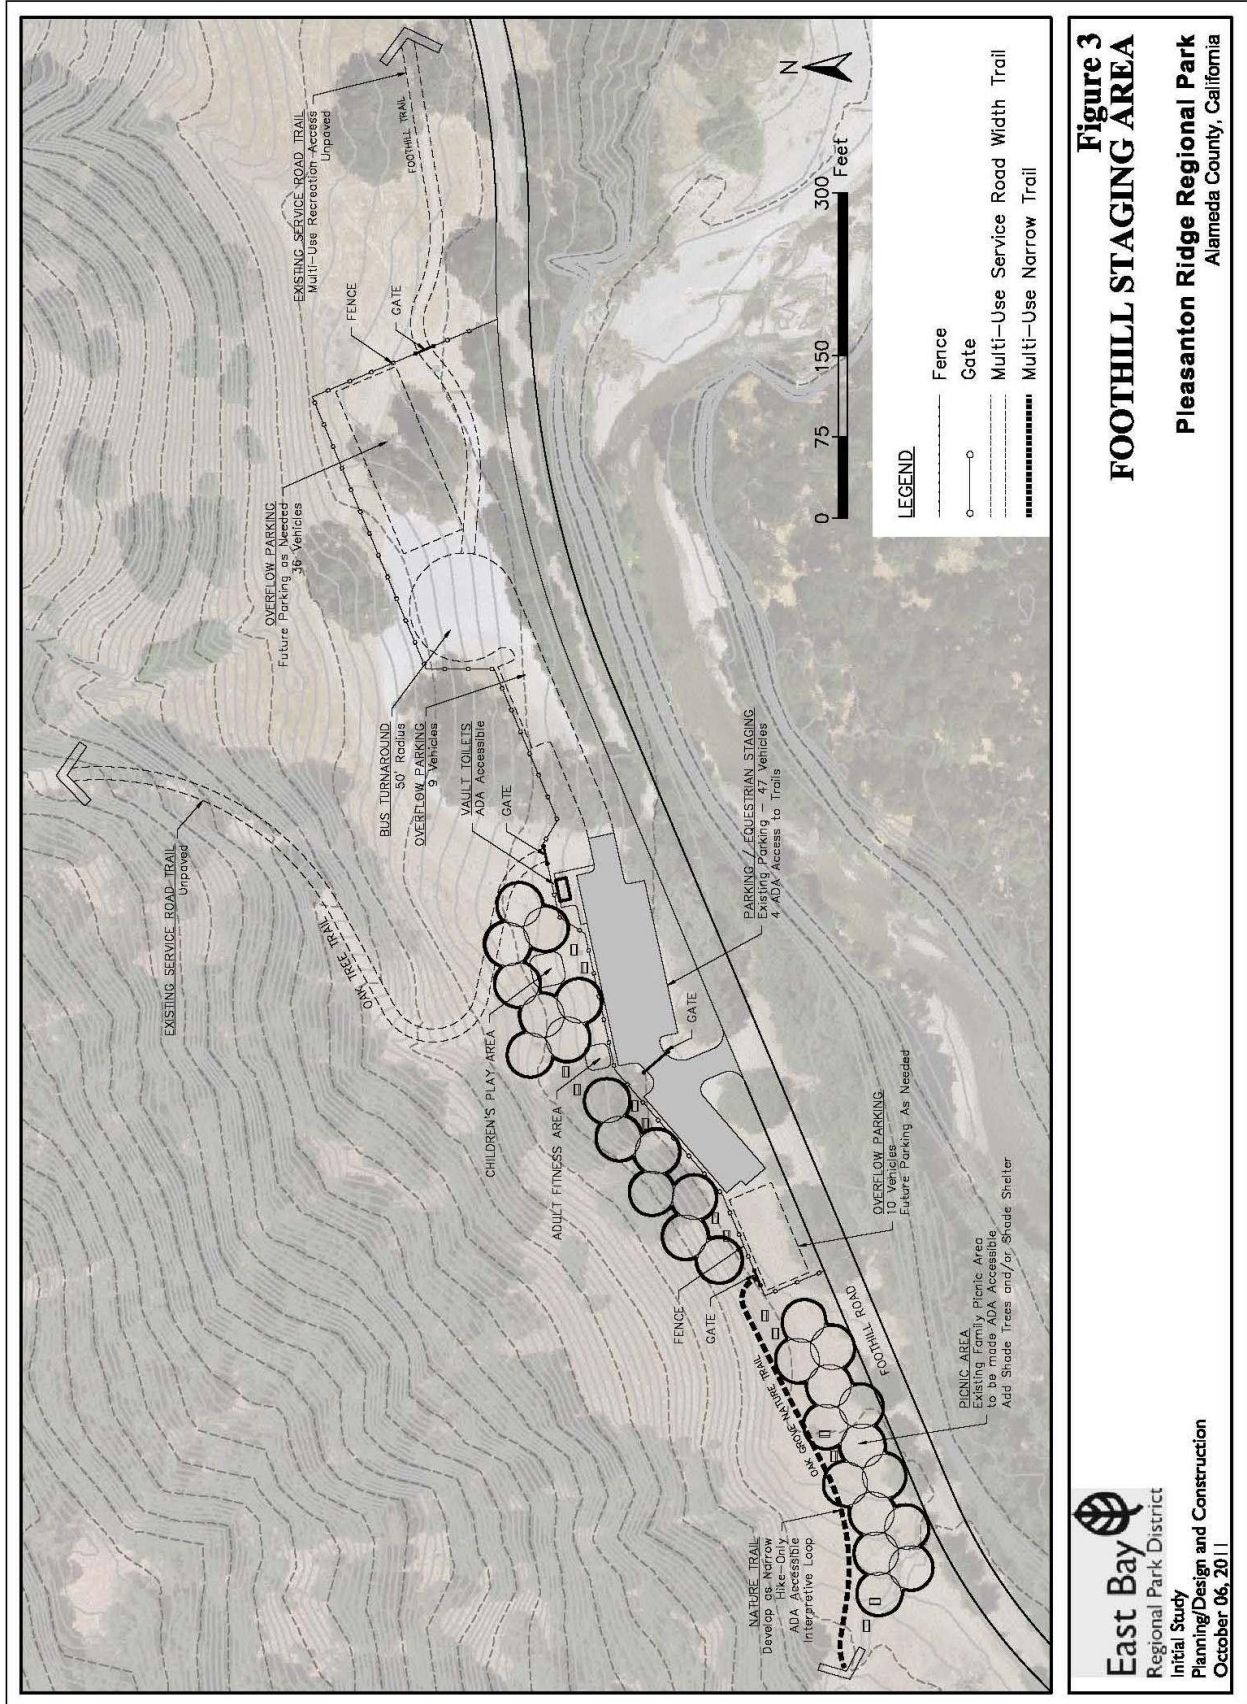 EXISTING SERVICE ROAD TRAIL
Unpaved
OAK TREE TRAIL
EXISTING SERVICE ROAD TRAIL
Multi-Use Recreation Access
Unpaved
FOOTHILL TRAIL
FENCE
GATE
OVERFLOW PARKING
Future Parking as Needed
36 Vehicles
BUS TURNAROUND
50' Radius
OVERFLOW PARKING
9 Vehicles
VAULT TOILETS
ADA Accessible
GATE
CHILDREN'S PLAY AREA
ADULT FITNESS AREA
FENCE
GATE
OAK GROVE NATURE TRAIL
NATURE TRAIL
Develop as Narrow
Hike-Only
ADA Accessible
Interpretive Loop
PARKING / EQUESTRIAN STAGING
Existing Parking - 47 Vehicles
4 ADA Access to Trails
GATE
OVERFLOW PARKING
10 Vehicles
Future Parking As Needed
FOOTHILL ROAD
PICNIC AREA
Existing Family Picnic Area
to be made ADA Accessible
Add Shade Trees and/or Shade Shelter
N
0 75 150 300
Feet
LEGEND
Fence
Gate
Multi-Use Service Road Width Trail
Multi-Use Narrow Trail
East Bay
Regional Park District
Initial Study
Planning/Design and Construction
October 06, 2011
Figure 3
FOOTHILL STAGING AREA
Pleasanton Ridge Regional Park
Alameda County, California